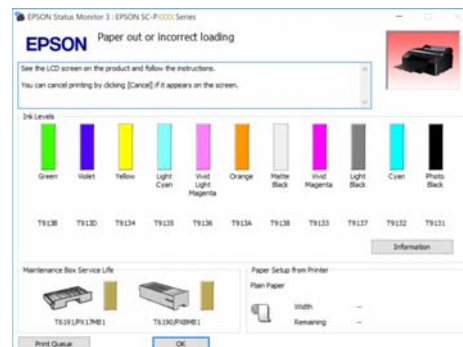 EPSON Status Monitor 3 : EPSON SC-PXXXX Series
EPSON
Paper out or incorrect loading
See the LCD screen on the product and follow the instructions.
You can cancel printing by clicking [Cancel] if it appears on the screen.
Ink Levels
Green Violet Yellow Light Cyan Vivid Light Magenta Orange Matte Black Vivid Magenta Light Black Cyan Photo Black
T913B T913D T9134 T9135 T9136 T913A T9138 T9133 T9137 T9132 T9131
Information
Maintenance Box Service Life
T6191/PX17MB1 T6190/PX8MB1
Paper Setup from Printer
Plain Paper
Width --
Remaining --
Print Queue OK